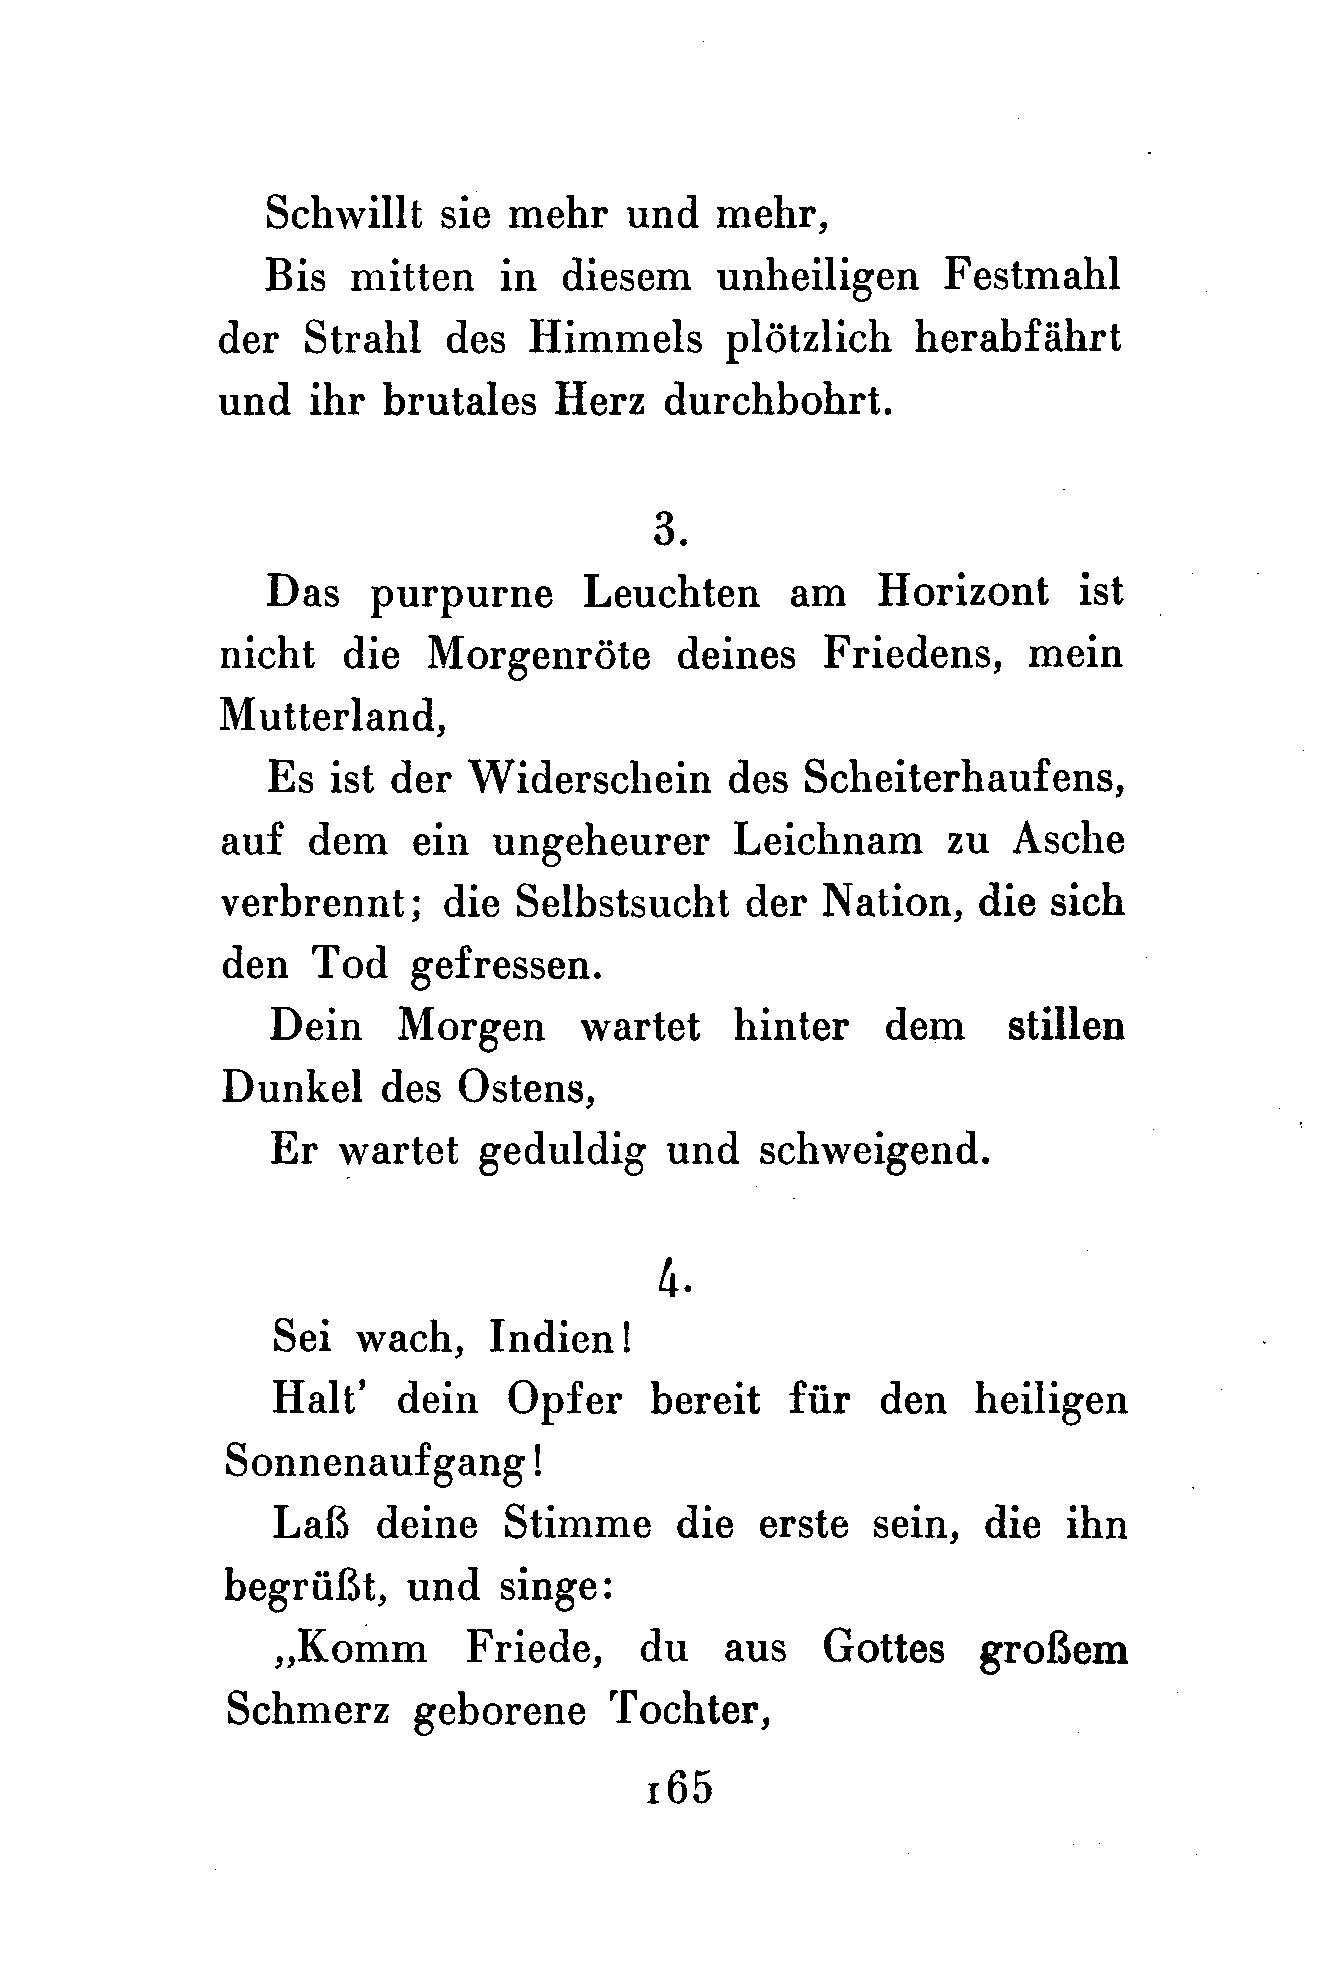 Schwillt sie mehr und mehr,
Bis mitten in diesem unheiligen Festmahl
der Strahl des Himmels plötzlich herabfährt
und ihr brutales Herz durchbohrt.
3.
Das purpurne Leuchten am Horizont ist
nicht die Morgenröte deines Friedens, mein
Mutterland,
Es ist der Widerschein des Scheiterhaufens,
auf dem ein ungeheurer Leichnam zu Asche
verbrennt; die Selbstsucht der Nation, die sich
den Tod gefressen.
Dein Morgen wartet hinter dem stillen
Dunkel des Ostens,
Er wartet geduldig und schweigend.
4.
Sei wach, Indien!
Halt' dein Opfer bereit für den heiligen
Sonnenaufgang!
Laß deine Stimme die erste sein, die ihn
begrüßt, und singe:
„Komm Friede, du aus Gottes großem
Schmerz geborene Tochter,
165